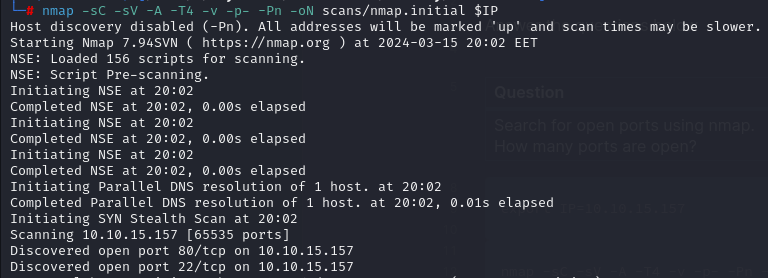 └─# nmap -sC -sV -A -T4 -v -p- -Pn -oN scans/nmap.initial $IP
Host discovery disabled (-Pn). All addresses will be marked 'up' and scan times may be slower.
Starting Nmap 7.94SVN ( https://nmap.org ) at 2024-03-15 20:02 EET
NSE: Loaded 156 scripts for scanning.
NSE: Script Pre-scanning.
Initiating NSE at 20:02
Completed NSE at 20:02, 0.00s elapsed
Initiating NSE at 20:02
Completed NSE at 20:02, 0.00s elapsed
Initiating NSE at 20:02
Completed NSE at 20:02, 0.00s elapsed
Initiating Parallel DNS resolution of 1 host. at 20:02
Completed Parallel DNS resolution of 1 host. at 20:02, 0.01s elapsed
Initiating SYN Stealth Scan at 20:02
Scanning 10.10.15.157 [65535 ports]
Discovered open port 80/tcp on 10.10.15.157
Discovered open port 22/tcp on 10.10.15.157
Question
Search for open ports using nmap.
How many ports are open?